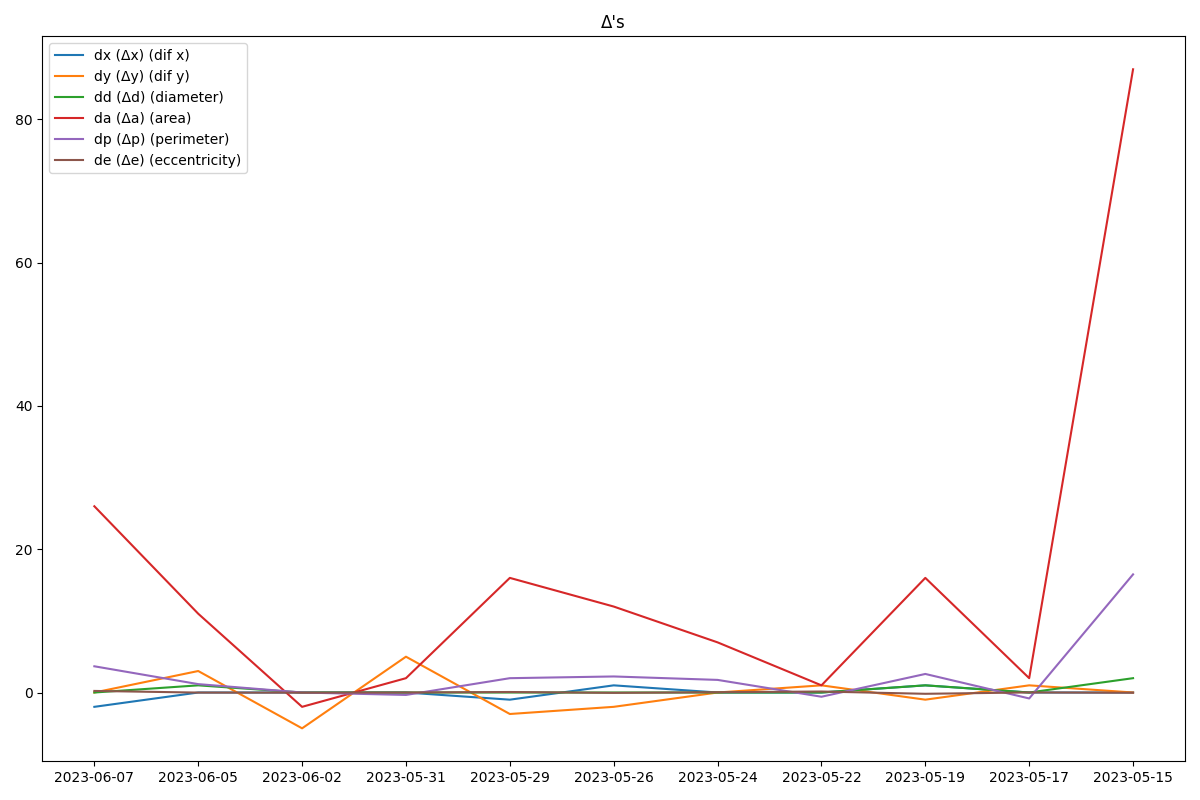 Δ's
dx (Δx) (dif x)
dy (Δy) (dif y)
dd (Δd) (diameter)
da (Δa) (area)
dp (Δp) (perimeter)
de (Δe) (eccentricity)
80
60
40
20
0
2023-06-07 2023-06-05 2023-06-02 2023-05-31 2023-05-29 2023-05-26 2023-05-24 2023-05-22 2023-05-19 2023-05-17 2023-05-15